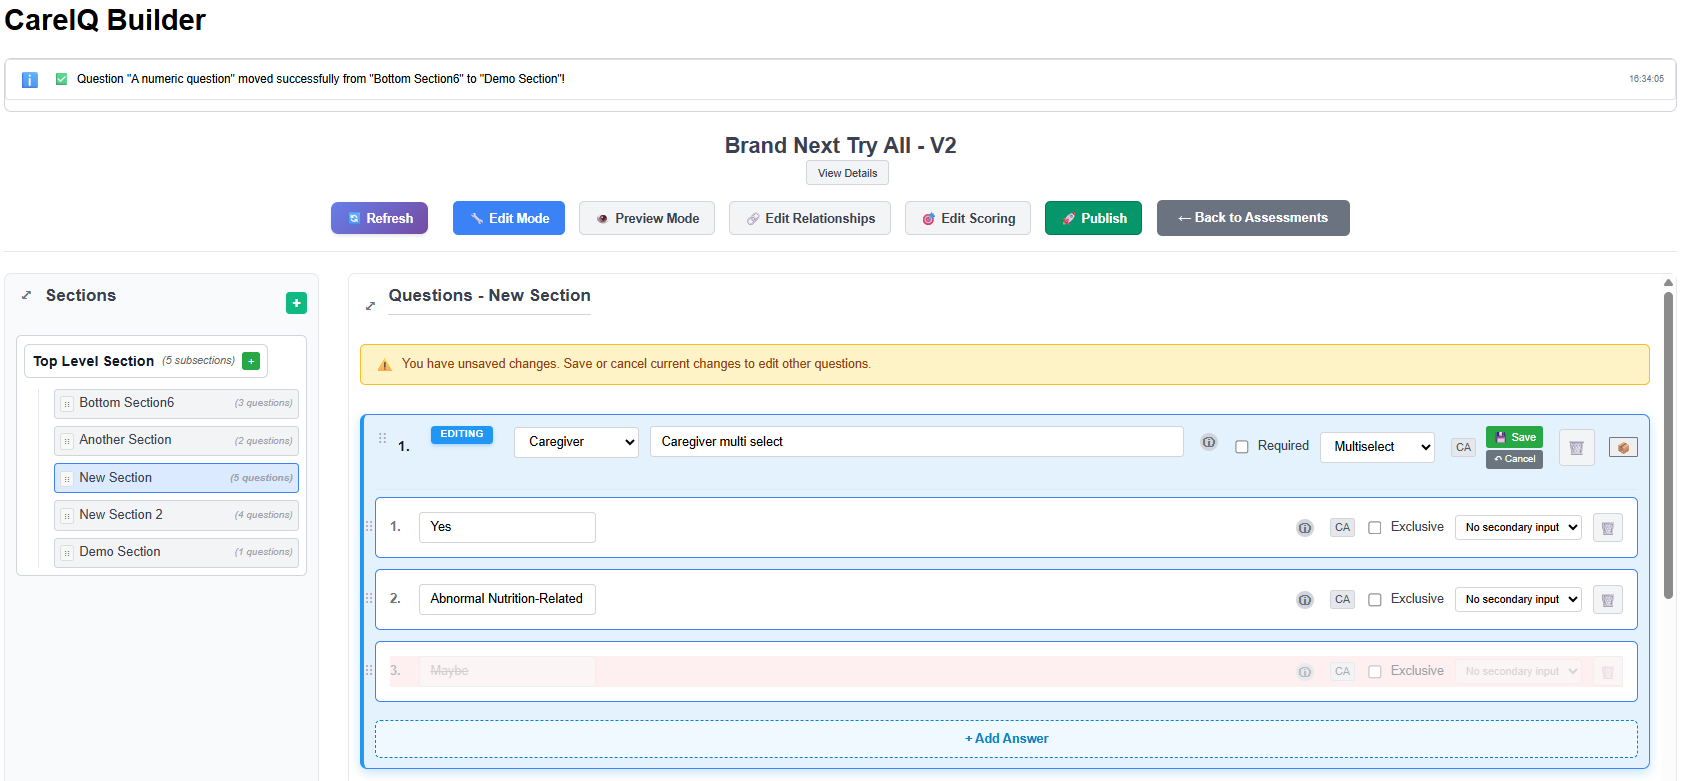 CareIQ Builder
Question "A numeric question" moved successfully from "Bottom Section6" to "Demo Section"!
16:34:05
Brand Next Try All - V2
View Details
Refresh
Edit Mode
Preview Mode
Edit Relationships
Edit Scoring
Publish
← Back to Assessments
Sections
+
Top Level Section (5 subsections) +
Bottom Section6 (3 questions)
Another Section (2 questions)
New Section (5 questions)
New Section 2 (4 questions)
Demo Section (1 questions)
Questions - New Section
You have unsaved changes. Save or cancel current changes to edit other questions.
1. EDITING Caregiver Caregiver multi select Required Multiselect CA Save
Cancel
1. Yes CA Exclusive No secondary input
2. Abnormal Nutrition-Related CA Exclusive No secondary input
3. Maybe CA Exclusive No secondary input
+ Add Answer